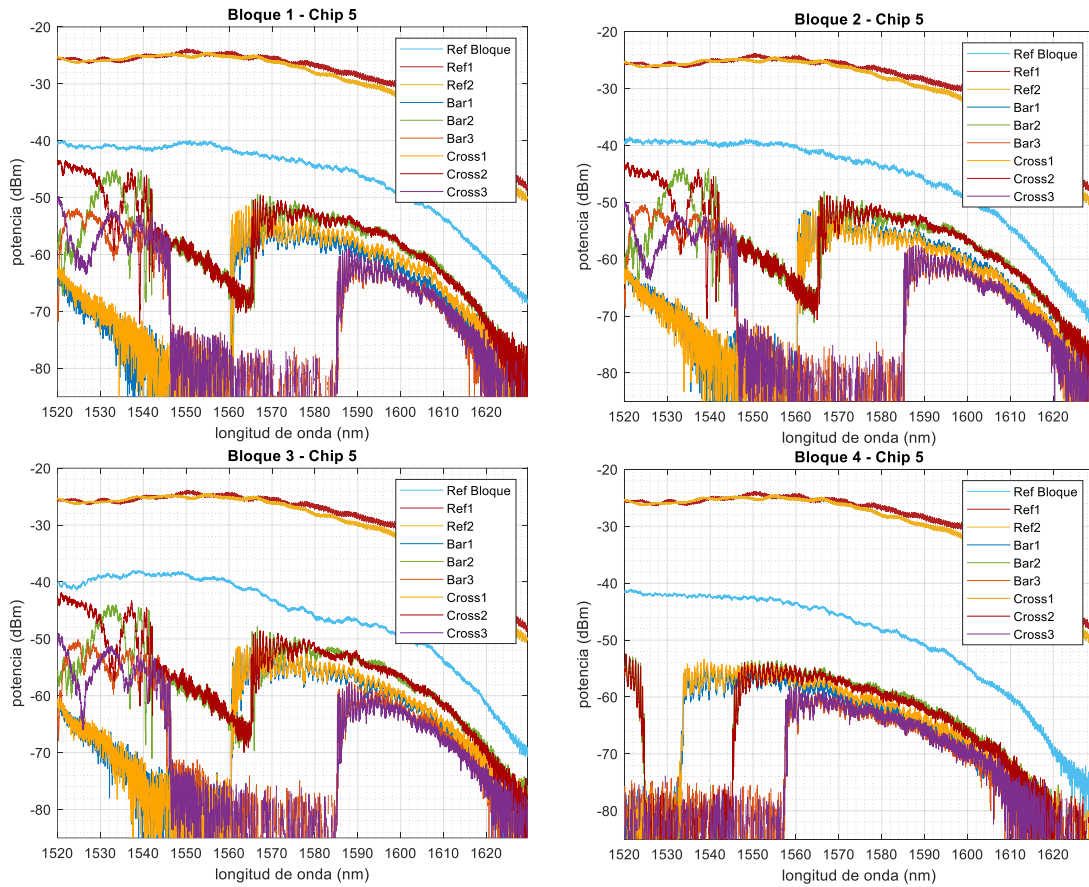 Bloque 1 - Chip 5
-20
-30
-40
-50
-60
-70
-80
potencia (dBm)
Ref Bloque
Ref1
Ref2
Bar1
Bar2
Bar3
Cross1
Cross2
Cross3
1520 1530 1540 1550 1560 1570 1580 1590 1600 1610 1620
longitud de onda (nm)
Bloque 2 - Chip 5
-20
-30
-40
-50
-60
-70
-80
potencia (dBm)
Ref Bloque
Ref1
Ref2
Bar1
Bar2
Bar3
Cross1
Cross2
Cross3
1520 1530 1540 1550 1560 1570 1580 1590 1600 1610 1620
longitud de onda (nm)
Bloque 3 - Chip 5
-20
-30
-40
-50
-60
-70
-80
potencia (dBm)
Ref Bloque
Ref1
Ref2
Bar1
Bar2
Bar3
Cross1
Cross2
Cross3
1520 1530 1540 1550 1560 1570 1580 1590 1600 1610 1620
longitud de onda (nm)
Bloque 4 - Chip 5
-20
-30
-40
-50
-60
-70
-80
potencia (dBm)
Ref Bloque
Ref1
Ref2
Bar1
Bar2
Bar3
Cross1
Cross2
Cross3
1520 1530 1540 1550 1560 1570 1580 1590 1600 1610 1620
longitud de onda (nm)